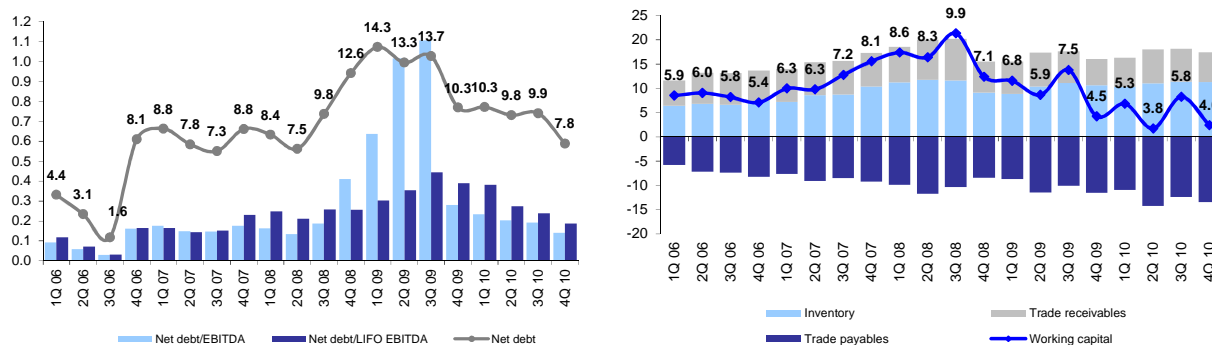 1.2
1.1
1.0
0.9
0.8
0.7
0.6
0.5
0.4
0.3
0.2
0.1
0.0
4.4
3.1
1.6
8.1
8.8
7.8
7.3
8.8
8.4
7.5
9.8
12.6
14.3
13.3
13.7
10.3
10.3
9.8
9.9
7.8
1Q 06
2Q 06
3Q 06
4Q 06
1Q 07
2Q 07
3Q 07
4Q 07
1Q 08
2Q 08
3Q 08
4Q 08
1Q 09
2Q 09
3Q 09
4Q 09
1Q 10
2Q 10
3Q 10
4Q 10
Net debt/EBITDA
Net debt/LIFO EBITDA
Net debt
25
20
15
10
5
0
-5
-10
-15
-20
5.9
6.0
5.8
5.4
6.3
6.3
7.2
8.1
8.6
8.3
9.9
7.1
6.8
5.9
7.5
4.5
5.3
3.8
5.8
4.
1Q 06
2Q 06
3Q 06
4Q 06
1Q 07
2Q 07
3Q 07
4Q 07
1Q 08
2Q 08
3Q 08
4Q 08
1Q 09
2Q 09
3Q 09
4Q 09
1Q 10
2Q 10
3Q 10
4Q 10
Inventory
Trade receivables
Trade payables
Working capital